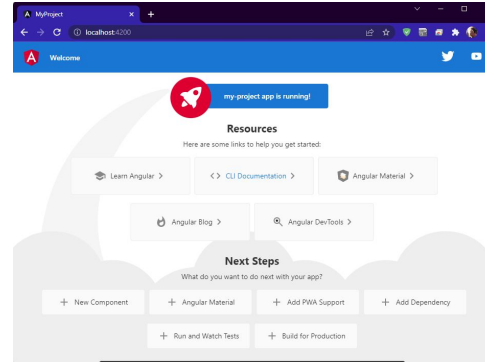 MyProject
localhost:4200
A Welcome
my-project app is running!
Resources
Here are some links to help you get started:
Learn Angular >
<> CLI Documentation >
Angular Material >
Angular Blog >
Angular DevTools >
Next Steps
What do you want to do next with your app?
+ New Component
+ Angular Material
+ Add PWA Support
+ Add Dependency
+ Run and Watch Tests
+ Build for Production